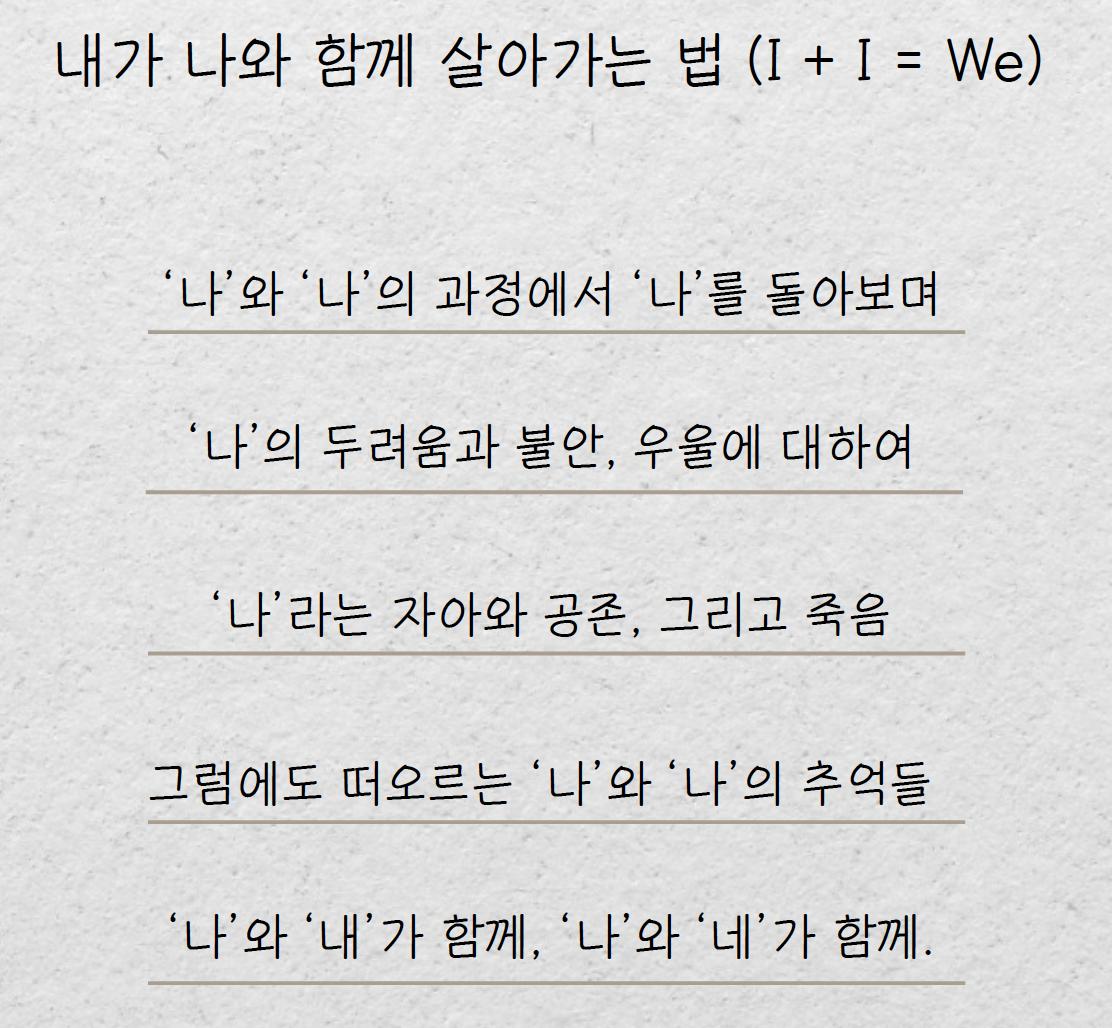 내가 나와 함께 살아가는 법 (I + I = We)
‘나’와 ‘나’의 과정에서 ‘나’를 돌아보며
‘나’의 두려움과 불안, 우울에 대하여
‘나’라는 자아와 공존, 그리고 죽음
그럼에도 떠오르는 ‘나’와 ‘나’의 추억들
‘나’와 ‘내’가 함께, ‘나’와 ‘네’가 함께.